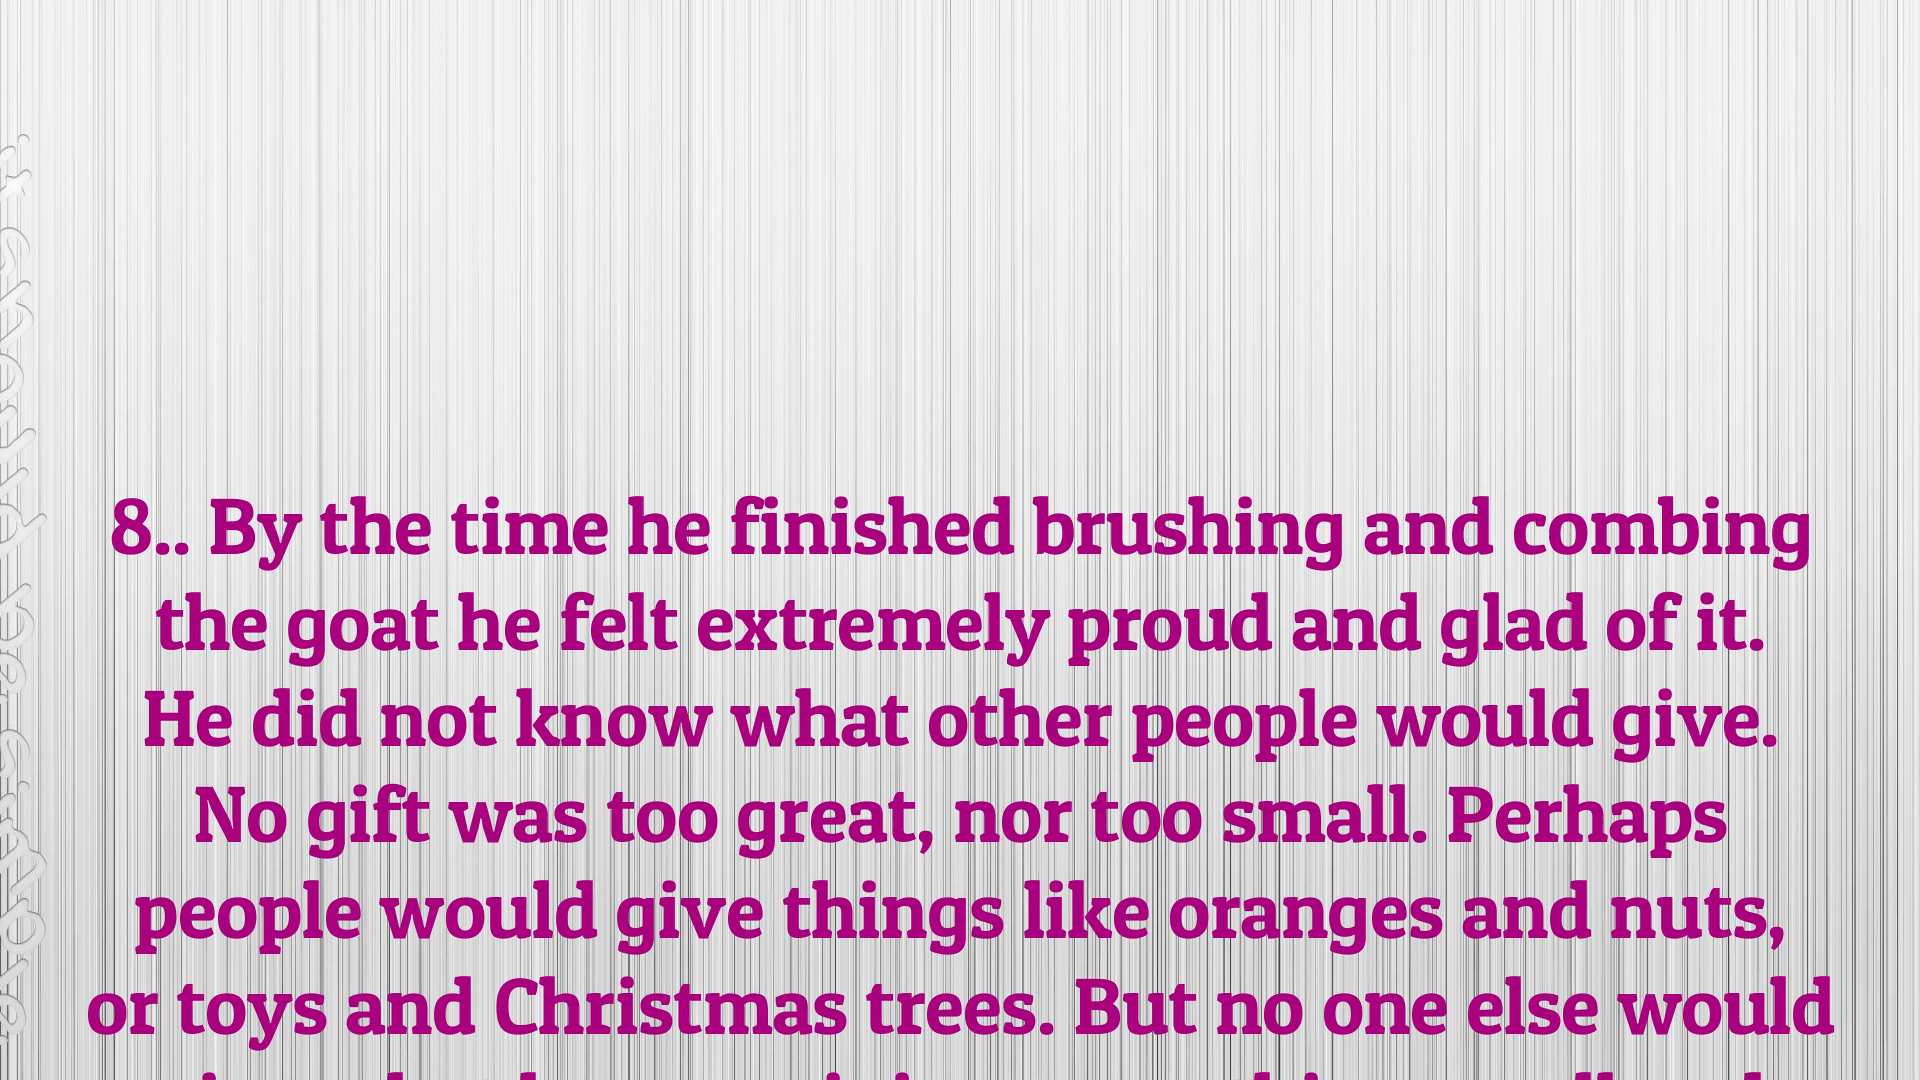 8.. By the time he finished brushing and combing
the goat he felt extremely proud and glad of it.
He did not know what other people would give.
No gift was too great, nor too small. Perhaps
people would give things like oranges and nuts,
or toys and Christmas trees. But no one else would